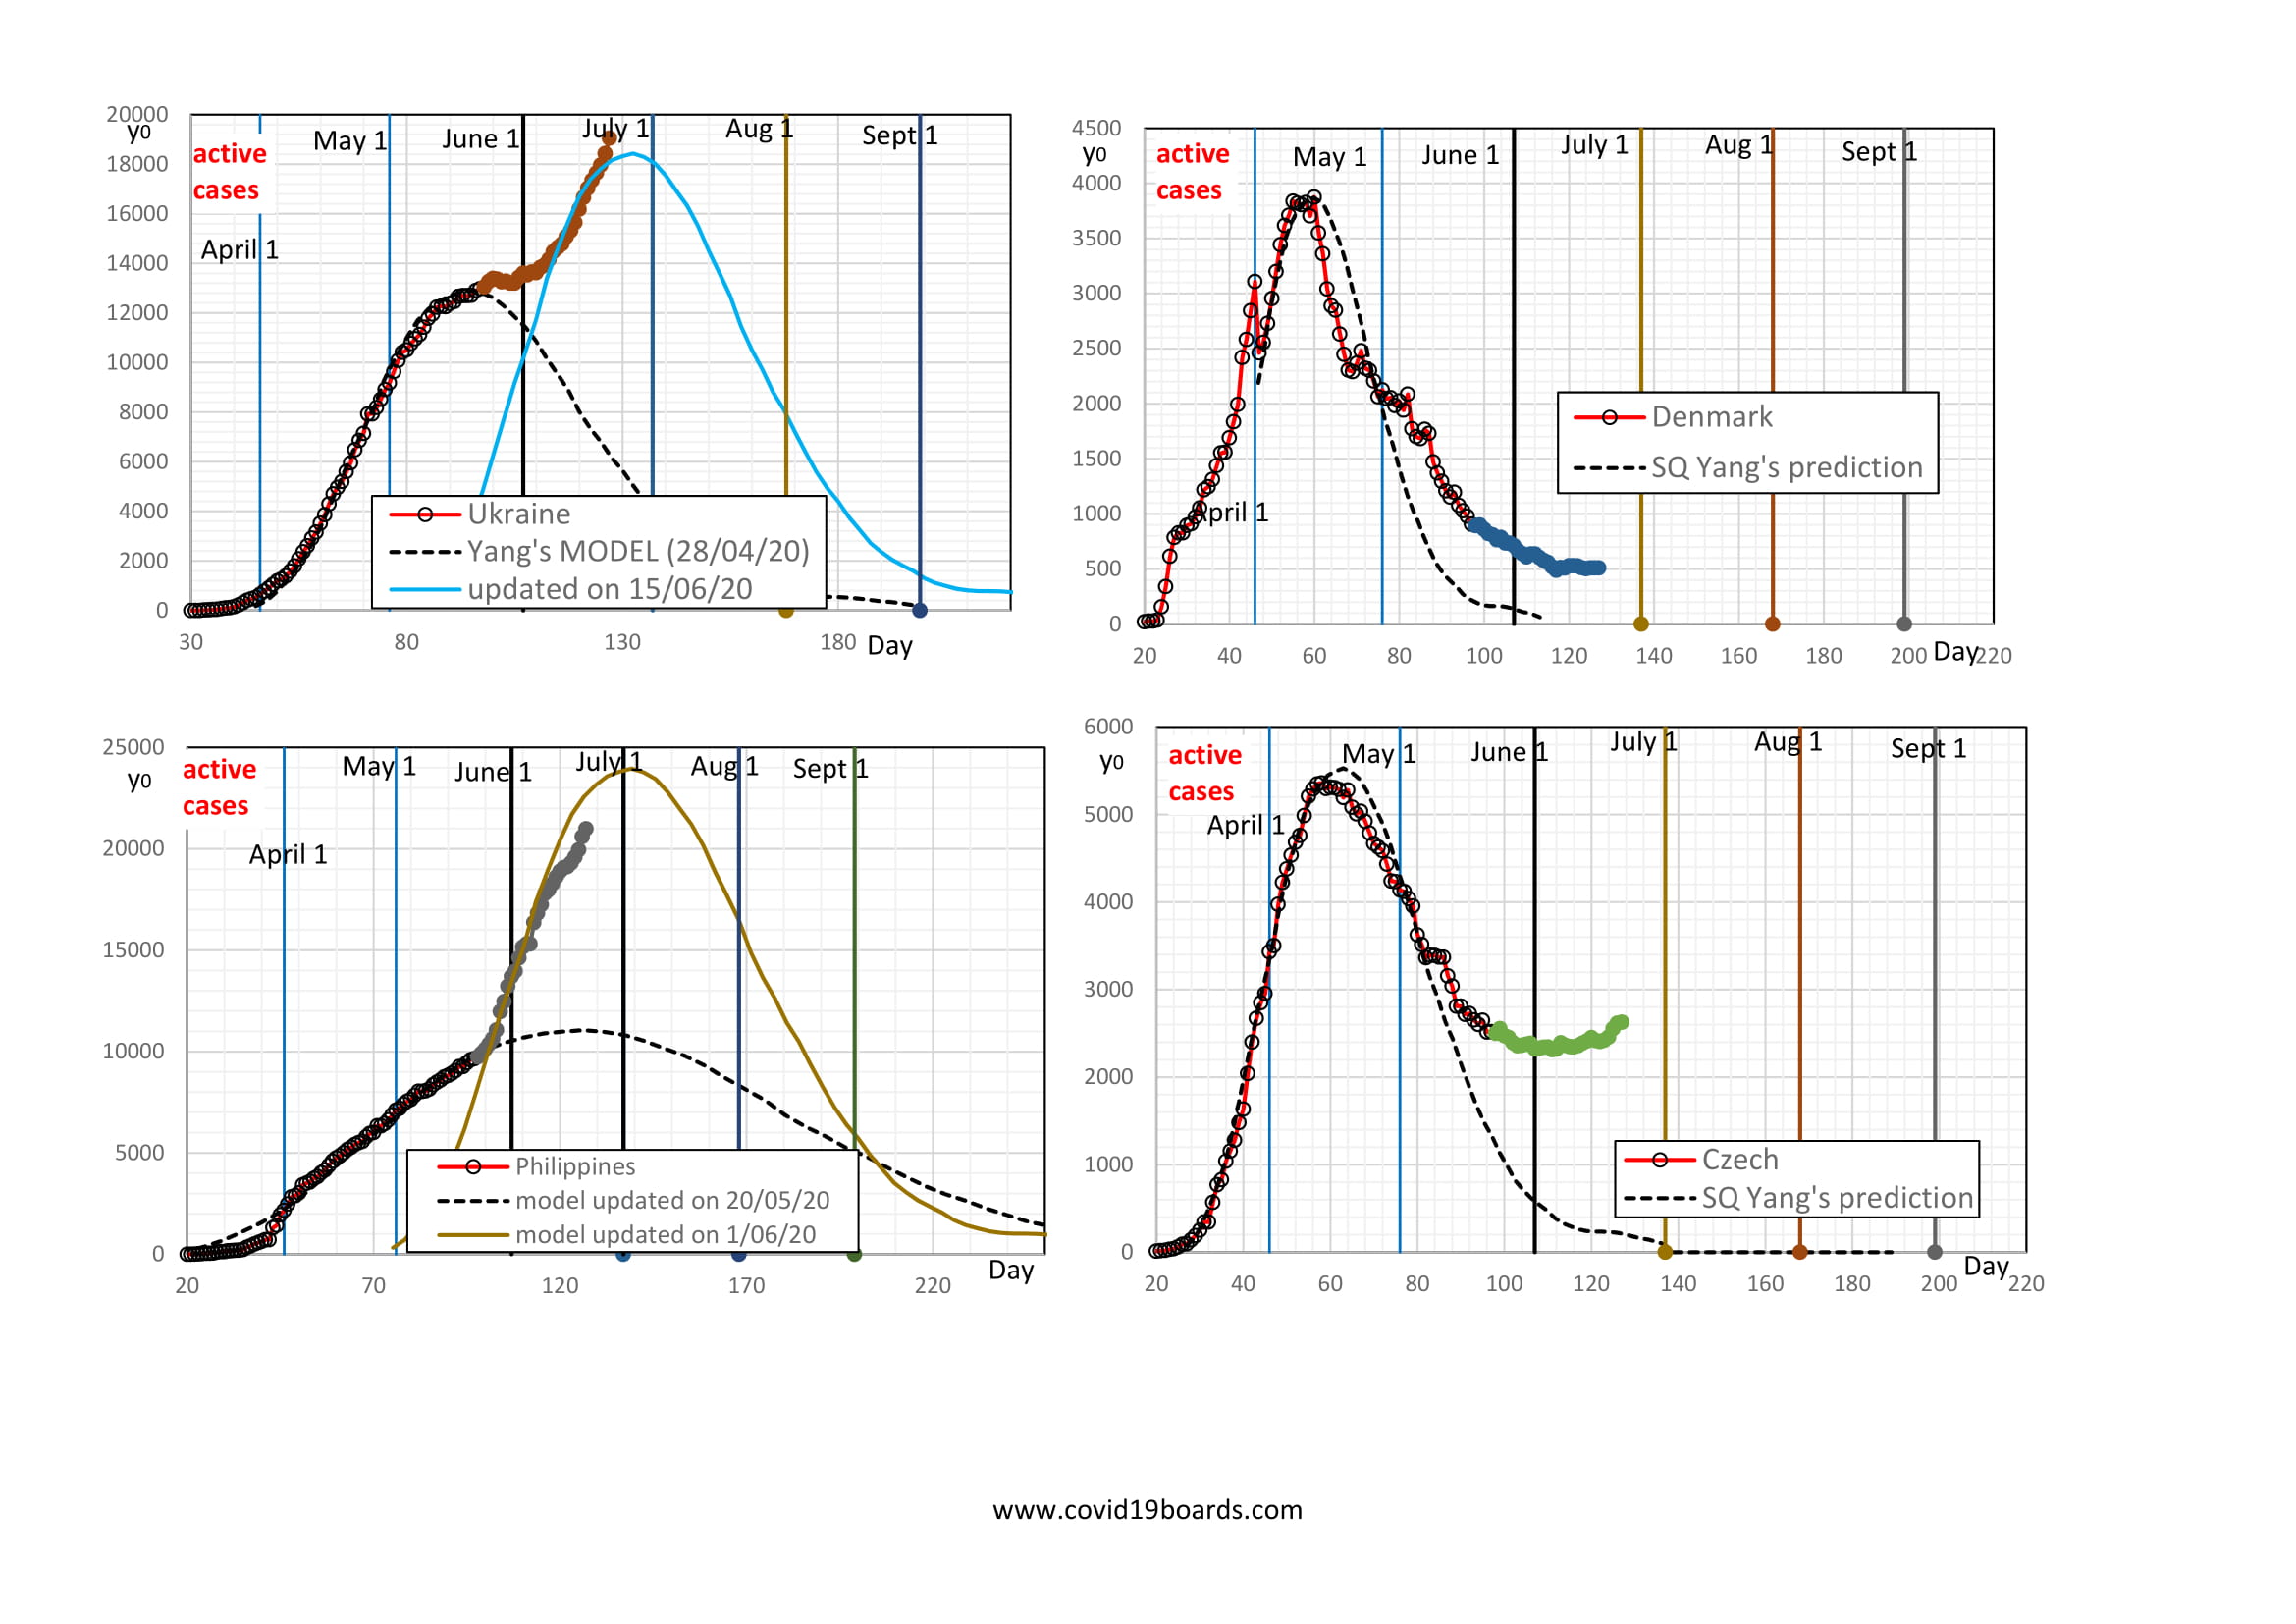 20000
y0
active
cases
April 1
May 1
June 1
July 1
Aug 1
Sept 1
18000
16000
14000
12000
10000
8000
6000
4000
2000
0
Ukraine
Yang's MODEL (28/04/20)
updated on 15/06/20
30
80
130
180
Day
4500
y0
active
cases
April 1
May 1
June 1
July 1
Aug 1
Sept 1
4000
3500
3000
2500
2000
1500
1000
500
0
Denmark
SQ Yang's prediction
20
40
60
80
100
120
140
160
180
200
Day
220
25000
y0
active
cases
April 1
May 1
June 1
July 1
Aug 1
Sept 1
20000
15000
10000
5000
0
Philippines
model updated on 20/05/20
model updated on 1/06/20
20
70
120
170
220
Day
6000
y0
active
cases
April 1
May 1
June 1
July 1
Aug 1
Sept 1
5000
4000
3000
2000
1000
0
Czech
SQ Yang's prediction
20
40
60
80
100
120
140
160
180
200
Day
220
www.covid19boards.com